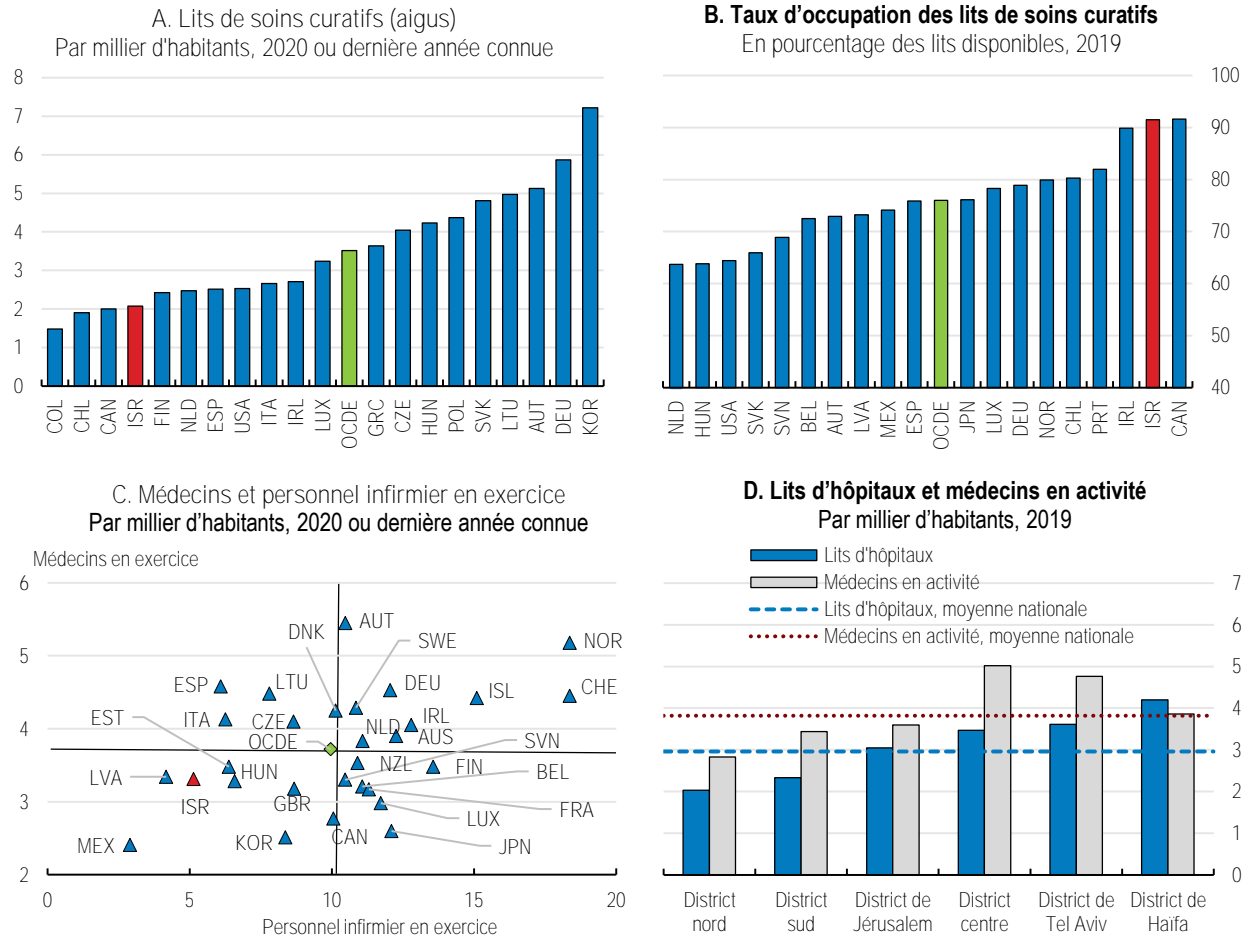 A. Lits de soins curatifs (aigus)
Par millier d'habitants, 2020 ou dernière année connue
8
7
6
5
4
3
2
1
0
COL
CHL
CAN
ISR
FIN
NLD
ESP
USA
ITA
IRL
LUX
OCDE
GRC
CZE
HUN
POL
SVK
LTU
AUT
DEU
KOR
B. Taux d'occupation des lits de soins curatifs
En pourcentage des lits disponibles, 2019
100
90
80
70
60
50
40
NLD
HUN
USA
SVK
SVN
BEL
AUT
LVA
MEX
ESP
OCDE
JPN
LUX
DEU
NOR
CHL
PRT
IRL
ISR
CAN
C. Médecins et personnel infirmier en exercice
Par millier d'habitants, 2020 ou dernière année connue
Médecins en exercice
6
5
4
3
2
DNK
AUT
SWE
NOR
ESP
LTU
DEU
ISL
CHE
EST
ITA
CZE
OCDE
NLD
IRL
AUS
SVN
LVA
ISR
HUN
GBR
NZL
FIN
BEL
FRA
LUX
MEX
KOR
CAN
JPN
0
5
10
15
20
Personnel infirmier en exercice
D. Lits d'hôpitaux et médecins en activité
Par millier d'habitants, 2019
Lits d'hôpitaux
Médecins en activité
Lits d'hôpitaux, moyenne nationale
Médecins en activité, moyenne nationale
7
6
5
4
3
2
1
0
District
nord
District
sud
District de
Jérusalem
District
centre
District de
Tel Aviv
District de
Haïfa